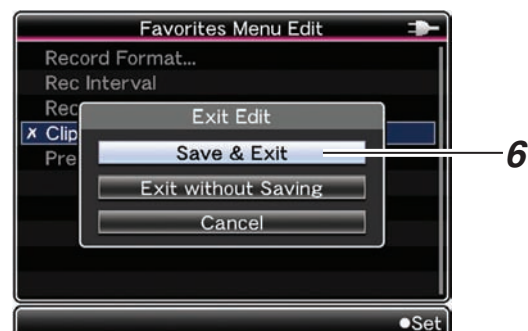 Favorites Menu Edit
Record Format...
Rec Interval
Rec
Exit Edit
x Clip
Save & Exit
6
Pre
Exit without Saving
Cancel
●Set